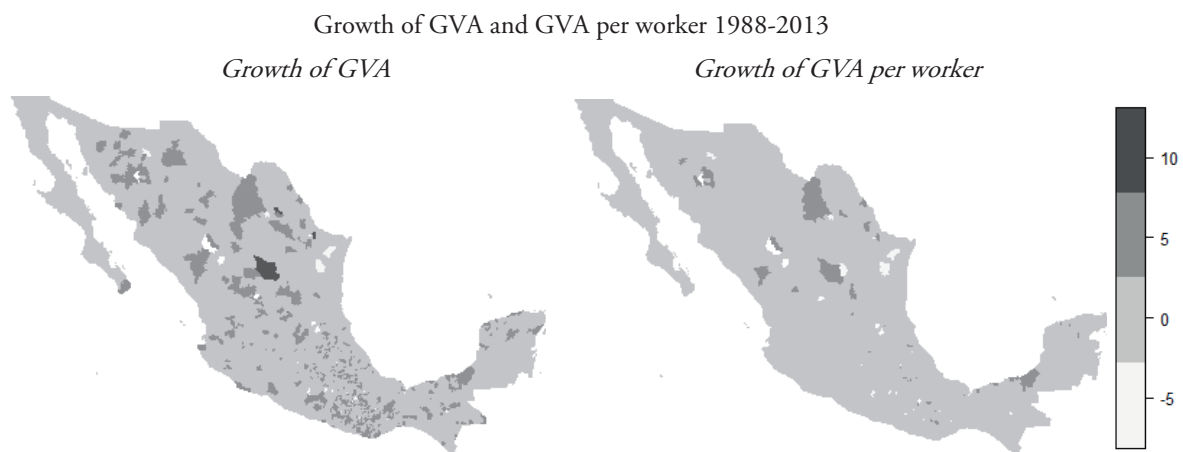 Growth of GVA and GVA per worker 1988-2013
Growth of GVA
Growth of GVA per worker
10
5
0
-5